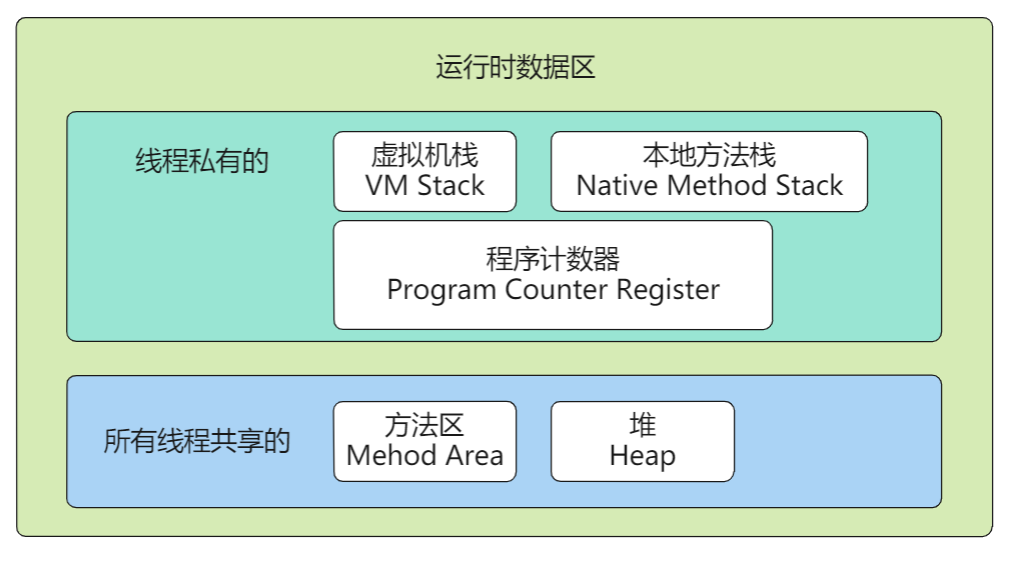 运行时数据区
线程私有的
虚拟机栈
VM Stack
本地方法栈
Native Method Stack
程序计数器
Program Counter Register
所有线程共享的
方法区
Mehod Area
堆
Heap